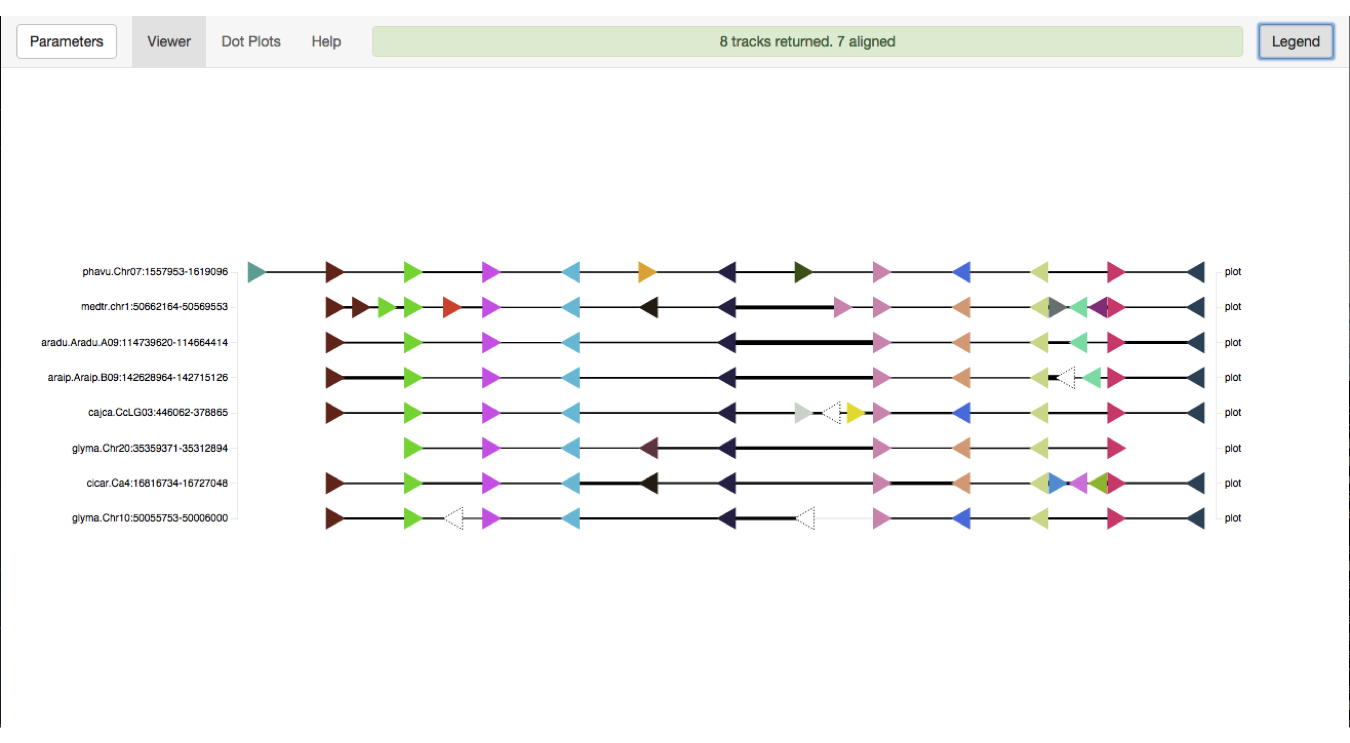 Parameters Viewer Dot Plots Help 8 tracks returned. 7 aligned Legend
phavu.Chr07:1557953-1619096 plot
medtr.chr1:50662164-50569553 plot
aradu.Aradu.A09:114739620-114664414 plot
araip.Araip.B09:142628964-142715126 plot
cajca.CcLG03:446062-378865 plot
glyma.Chr20:35359371-35312894 plot
cicar.Ca4:16816734-16727048 plot
glyma.Chr10:50055753-50006000 plot